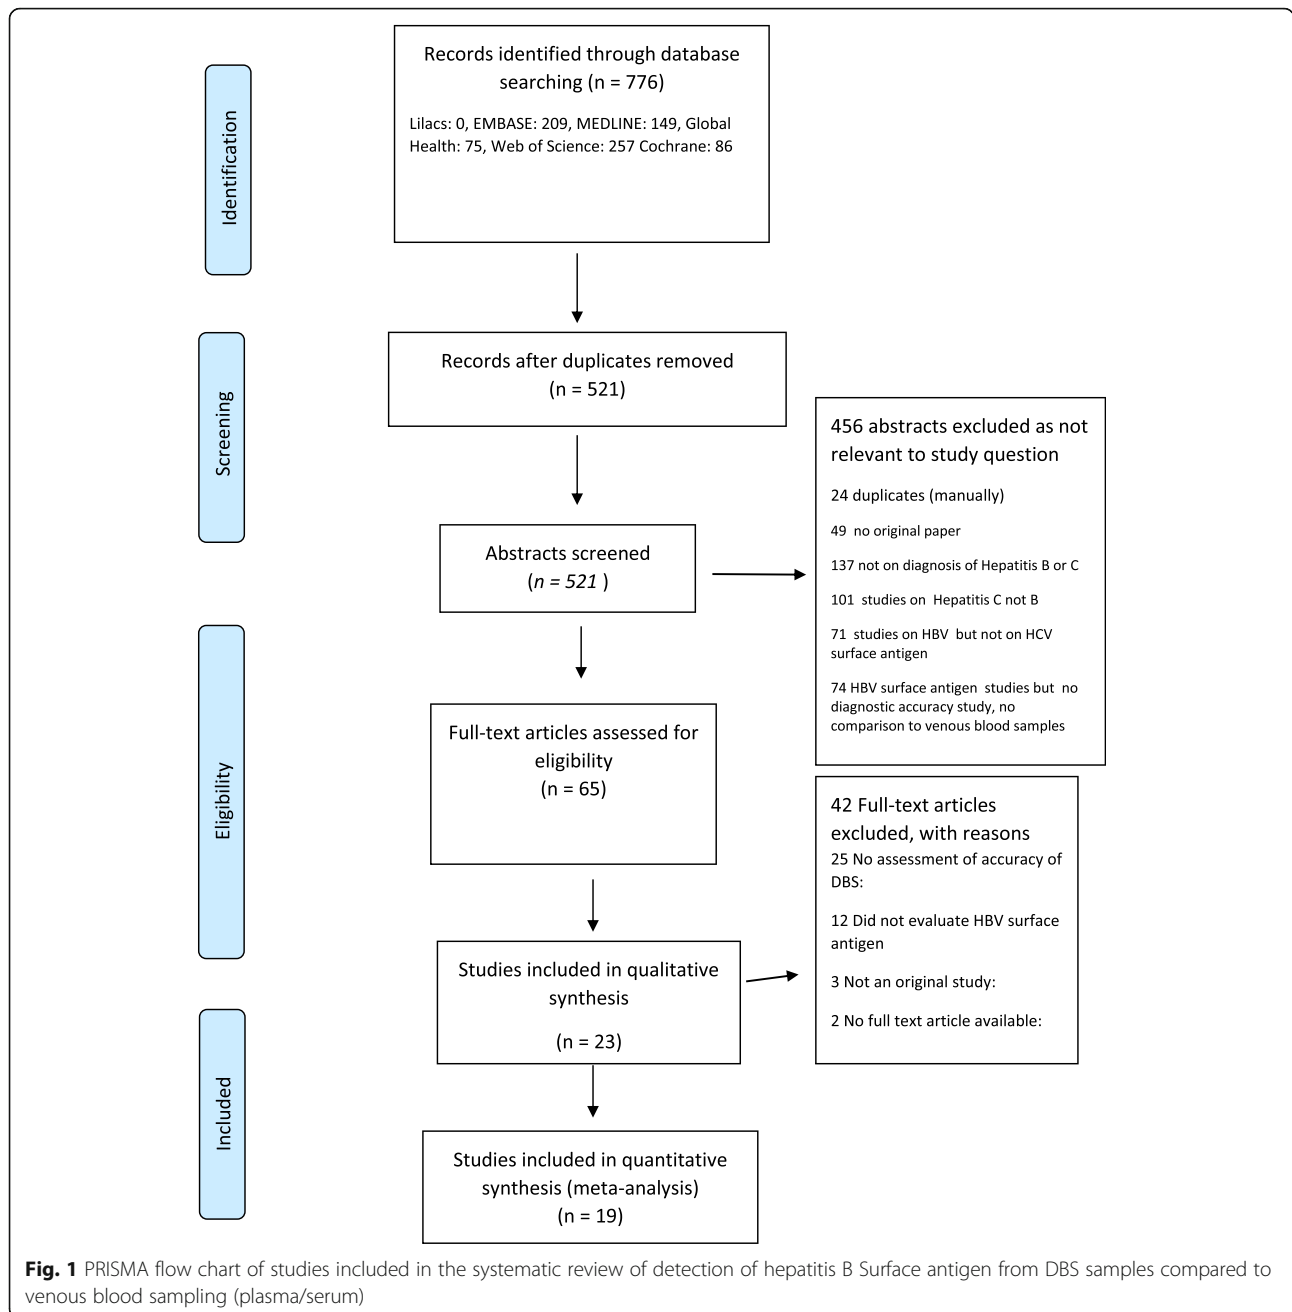 Identification
Records identified through database
searching (n = 776)
Lilacs: 0, EMBASE: 209, MEDLINE: 149, Global
Health: 75, Web of Science: 257 Cochrane: 86
Screening
Records after duplicates removed
(n = 521)
Abstracts screened
(n = 521 )
456 abstracts excluded as not
relevant to study question
24 duplicates (manually)
49 no original paper
137 not on diagnosis of Hepatitis B or C
101 studies on Hepatitis C not B
71 studies on HBV but not on HCV
surface antigen
74 HBV surface antigen studies but no
diagnostic accuracy study, no
comparison to venous blood samples
Eligibility
Full-text articles assessed for
eligibility
(n = 65)
42 Full-text articles
excluded, with reasons
25 No assessment of accuracy of
DBS:
12 Did not evaluate HBV surface
antigen
3 Not an original study:
2 No full text article available:
Studies included in qualitative
synthesis
(n = 23)
Included
Studies included in quantitative
synthesis (meta-analysis)
(n = 19)
Fig. 1 PRISMA flow chart of studies included in the systematic review of detection of hepatitis B Surface antigen from DBS samples compared to
venous blood sampling (plasma/serum)